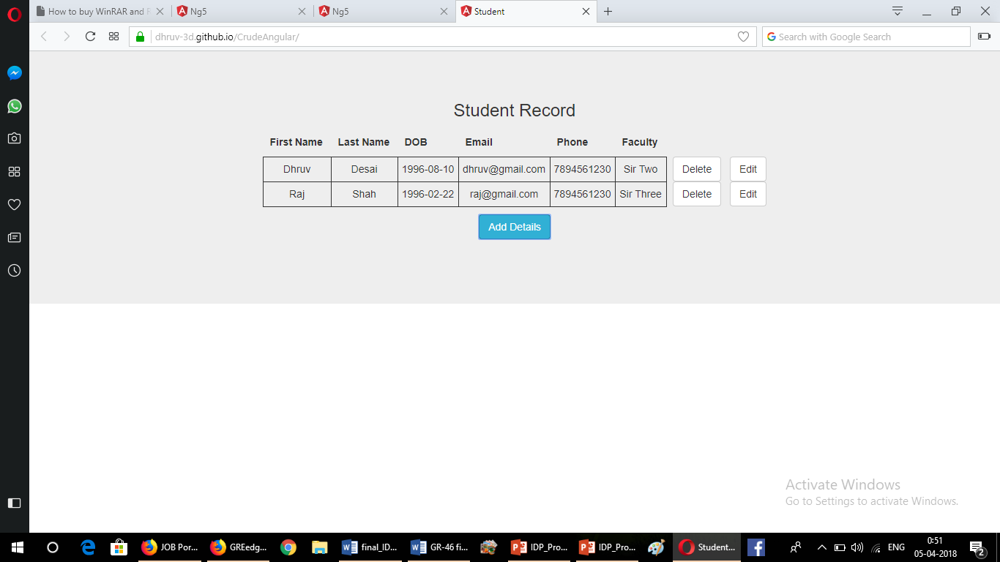 How to buy WinRAR and
Ng5
Ng5
Student
dhruv-3d.github.io/CrudeAngular/
Search with Google Search
Student Record
First Name Last Name DOB Email Phone Faculty
Dhruv Desai 1996-08-10 dhruv@gmail.com 7894561230 Sir Two Delete Edit
Raj Shah 1996-02-22 raj@gmail.com 7894561230 Sir Three Delete Edit
Add Details
Activate Windows
Go to Settings to activate Windows.
JOB Por...
GREedg...
final_ID...
GR-46 fi...
IDP_Pro...
IDP_Pro...
Student...
ENG
0:51
05-04-2018
2